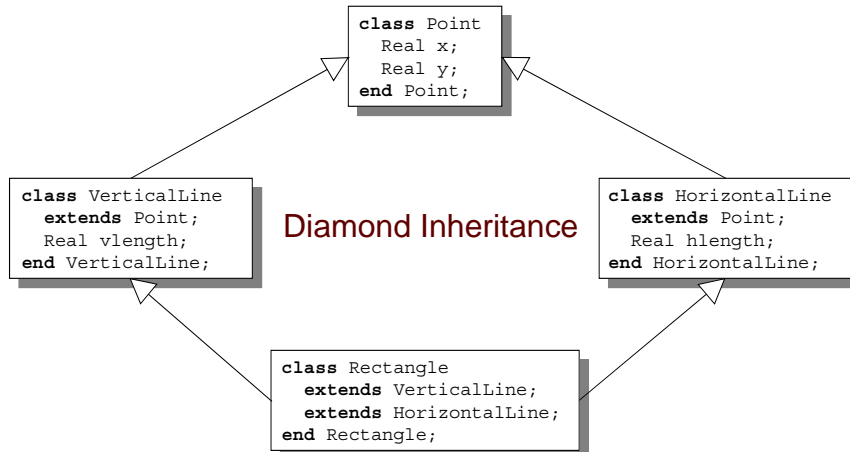 class Point
Real x;
Real y;
end Point;
class VerticalLine
extends Point;
Real vlength;
end VerticalLine;
Diamond Inheritance
class HorizontalLine
extends Point;
Real hlength;
end HorizontalLine;
class Rectangle
extends VerticalLine;
extends HorizontalLine;
end Rectangle;